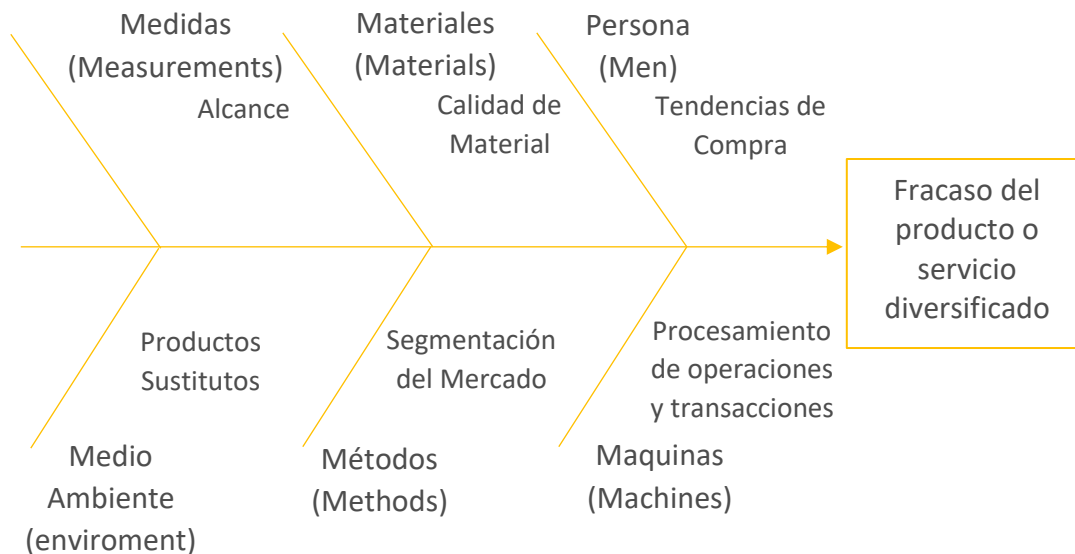 Medidas
(Measurements)
Alcance
Materiales
(Materials)
Calidad de
Material
Persona
(Men)
Tendencias de
Compra
Fracaso del
producto o
servicio
diversificado
Productos
Sustitutos
Medio
Ambiente
(enviroment)
Segmentación
del Mercado
Métodos
(Methods)
Procesamiento
de operaciones
y transacciones
Maquinas
(Machines)